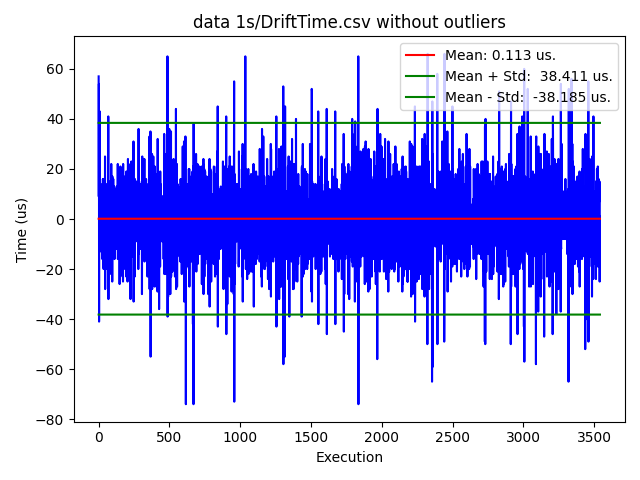 data 1s/DriftTime.csv without outliers
Mean: 0.113 us.
Mean + Std:  38.411 us.
Mean - Std:  -38.185 us.
Time (us)
60
40
20
0
−20
−40
−60
−80
0 500 1000 1500 2000 2500 3000 3500
Execution